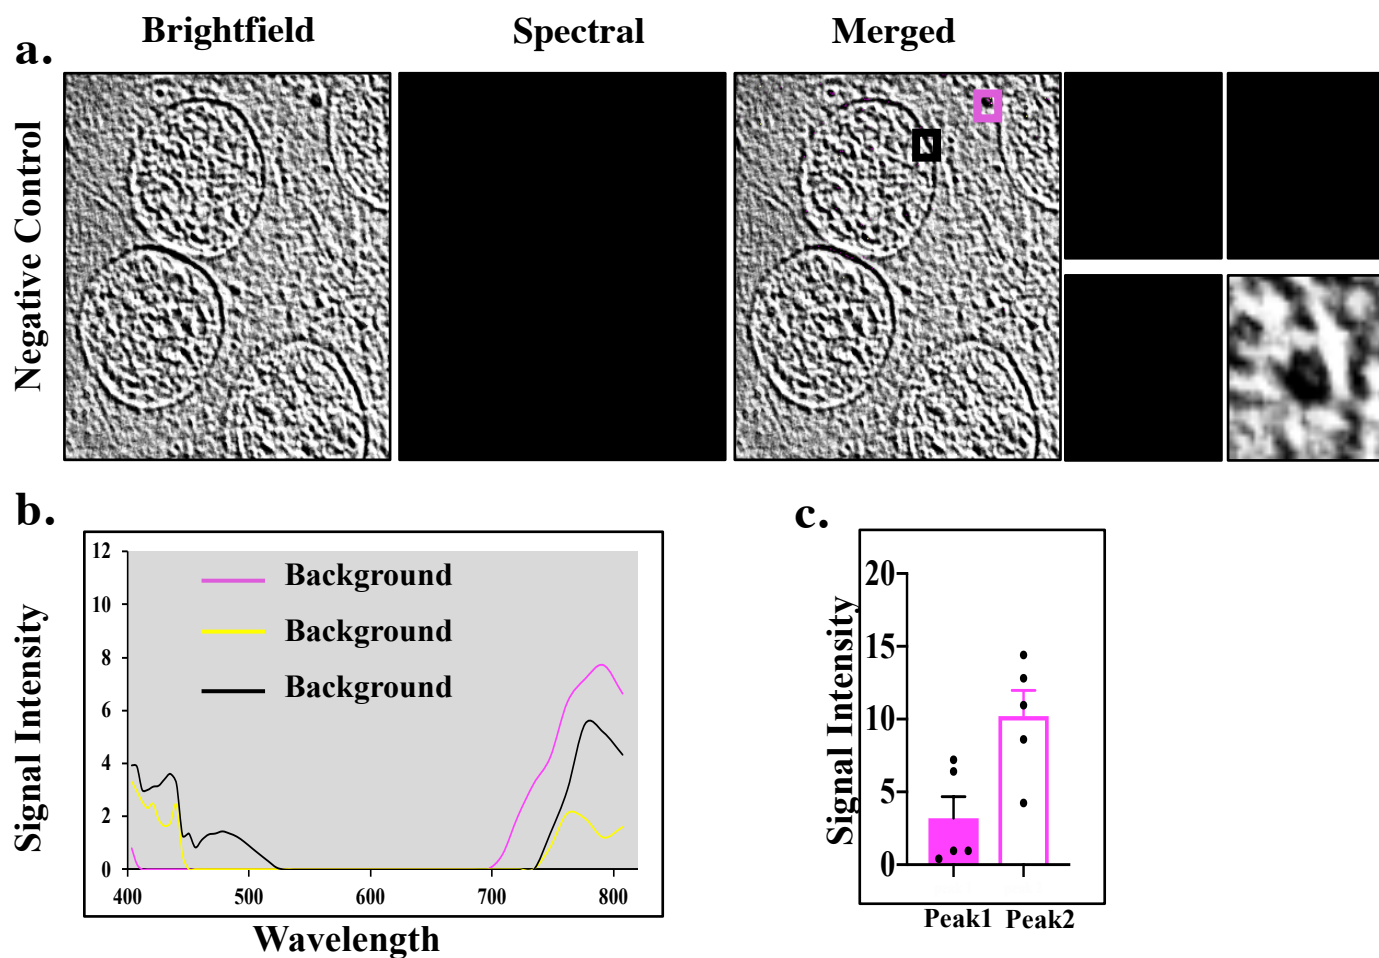 Brightfield Spectral Merged
a.
Negative Control
b.
Signal Intensity
12
10
8
6
4
2
0
Background
Background
Background
400 500 600 700 800
Wavelength
c.
Signal Intensity
20
15
10
5
0
Peak1 Peak2